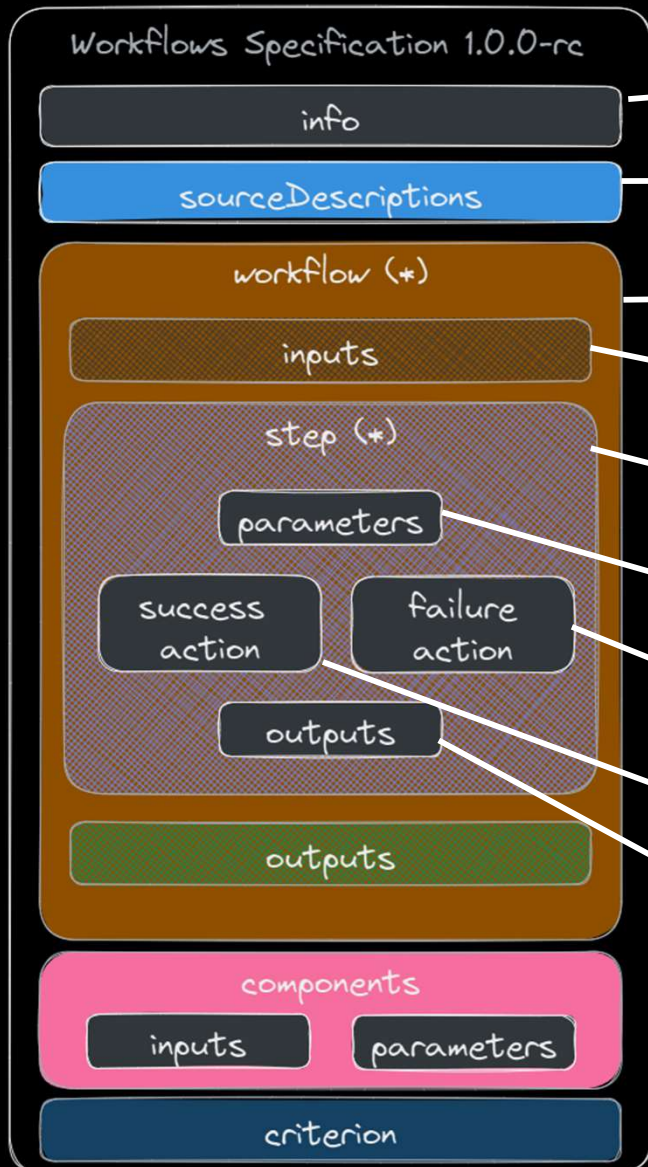 Workflows Specification 1.0.0-rc
info
sourceDescriptions
workflow (*)
inputs
step (*)
parameters
success
action
failure
action
outputs
outputs
components
inputs
parameters
criterion